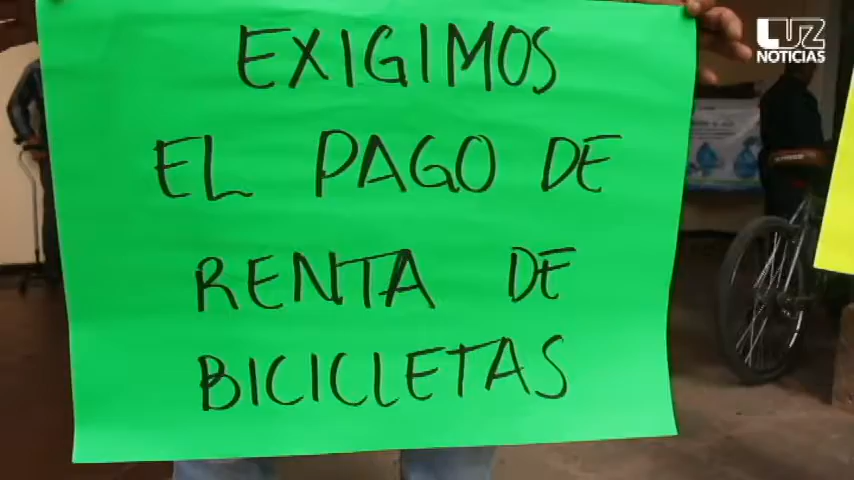 LUZ
NOTICIAS
EXIGIMOS
EL PAGO DE
RENTA DE
BICICLETAS